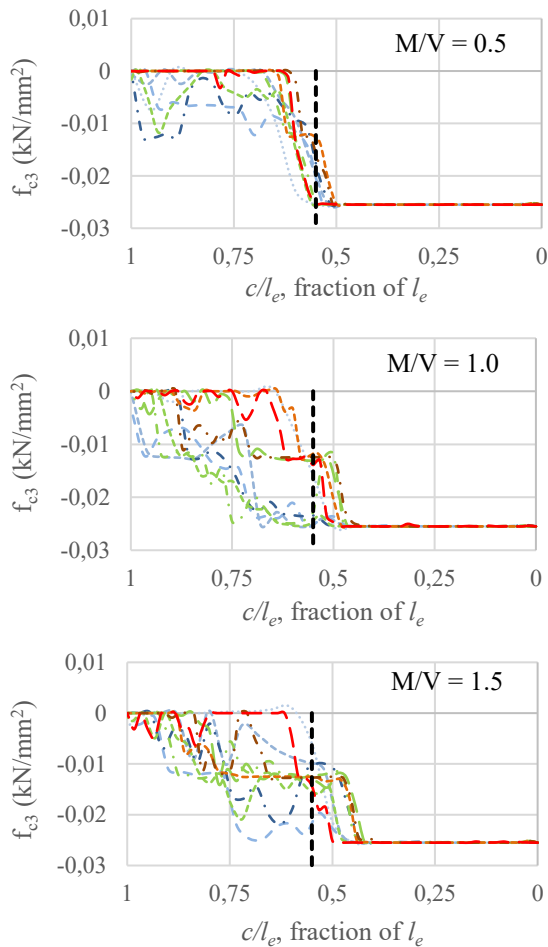 0,01
M/V = 0.5
0
-0,01
-0,02
-0,03
f_c3 (kN/mm²)
1 0,75 0,5 0,25 0
c/l_e, fraction of l_e
0,01
M/V = 1.0
0
-0,01
-0,02
-0,03
f_c3 (kN/mm²)
1 0,75 0,5 0,25 0
c/l_e, fraction of l_e
0,01
M/V = 1.5
0
-0,01
-0,02
-0,03
f_c3 (kN/mm²)
1 0,75 0,5 0,25 0
c/l_e, fraction of l_e